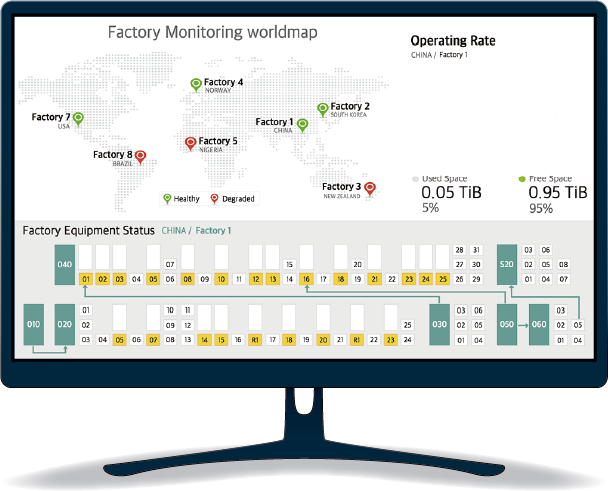 Factory Monitoring worldmap
Operating Rate
CHINA / Factory 1
Factory 4
NORWAY
Factory 2
SOUTH KOREA
Factory 7
USA
Factory 1
CHINA
Factory 5
NIGERIA
Factory 8
BRAZIL
Factory 3
NEW ZEALAND
Healthy Degraded
Used Space Free Space
0.05 TiB 0.95 TiB
5% 95%
Factory Equipment Status CHINA / Factory 1
28 31 03 06
040 07 15 20 27 30 S20 02 05 08
01 02 03 04 05 06 08 09 10 11 12 13 14 16 17 18 19 21 22 23 24 25 26 29 01 04 07
01 10 11 03 06 03
010 020 02 09 12 25 030 02 05 050 060 02 05
03 04 05 06 07 08 13 14 15 16 R1 17 18 19 20 21 R1 22 23 24 01 04 01 04